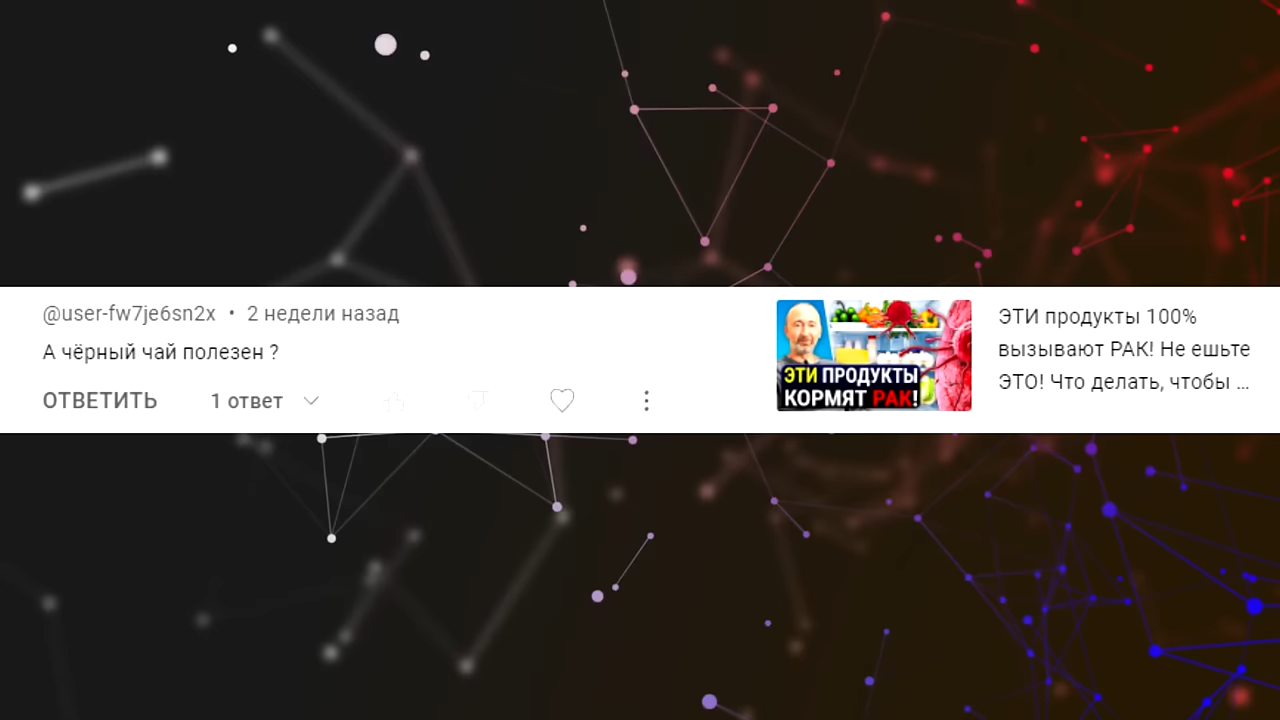 @user-fw7je6sn2x • 2 недели назад
А чёрный чай полезен ?
ОТВЕТИТЬ 1 ответ
ЭТИ ПРОДУКТЫ
КОРМЯТ РАК!
ЭТИ продукты 100%
вызывают РАК! Не ешьте
ЭТО! Что делать, чтобы ...